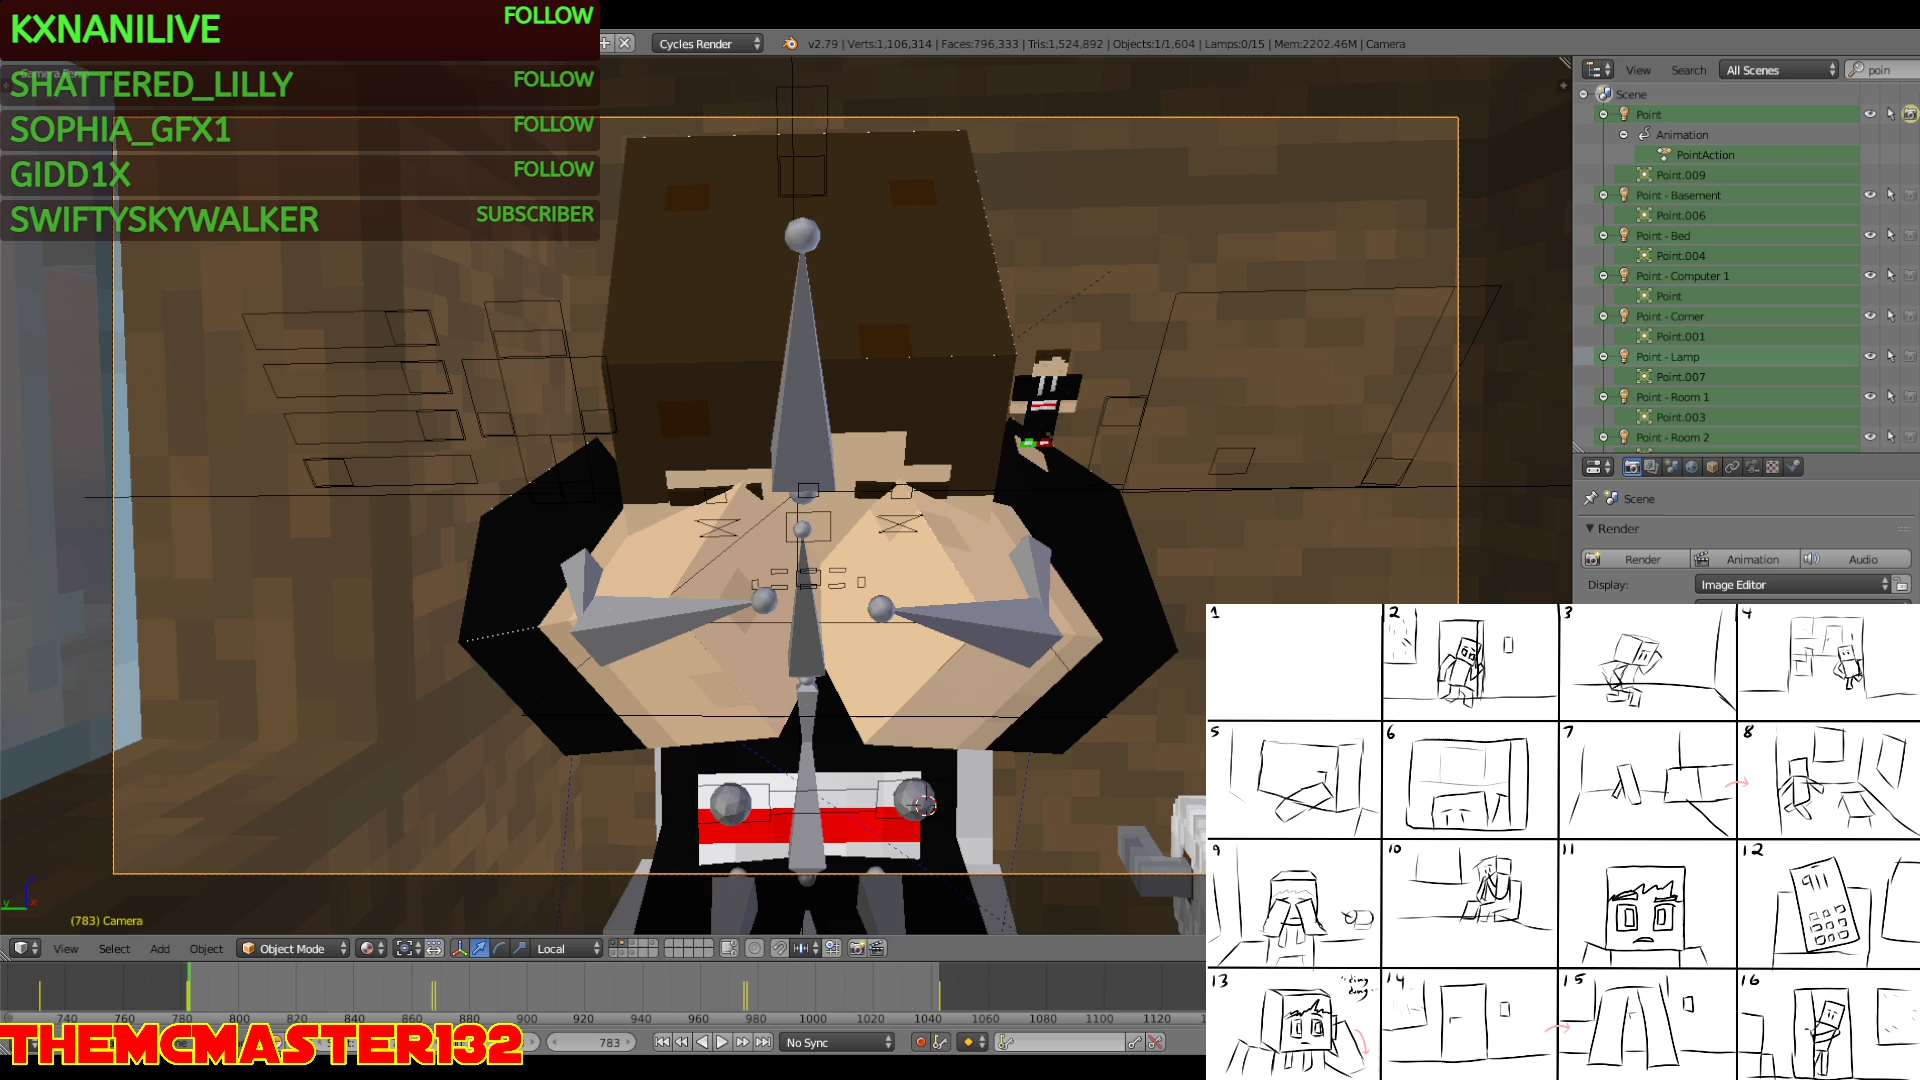 KXNANILIVE FOLLOW
SHATTERED_LILLY FOLLOW
SOPHIA_GFX1 FOLLOW
GIDD1X FOLLOW
SWIFTYSKYWALKER SUBSCRIBER
Cycles Render
v2.79 | Verts:1,106,314 | Faces:796,333 | Tris:1,524,892 | Objects:1/1,604 | Lamps:0/15 | Mem:2202.46M | Camera
View Search All Scenes poin
Scene
Point
Animation
PointAction
Point.009
Point - Basement
Point.006
Point - Bed
Point.004
Point - Computer 1
Point
Point - Corner
Point.001
Point - Lamp
Point.007
Point - Room 1
Point.003
Point - Room 2
Scene
Render
Render Animation Audio
Display: Image Editor
1 2 3 4
5 6 7 8
9 10 11 12
911
13 14 15 16
"ding dong"
(783) Camera
View Select Add Object Object Mode Local
740 760 780 800 820 840 860 880 900 920 940 960 980 1000 1020 1040 1060 1080 1100 1120
783 No Sync
THEMCMASTER132